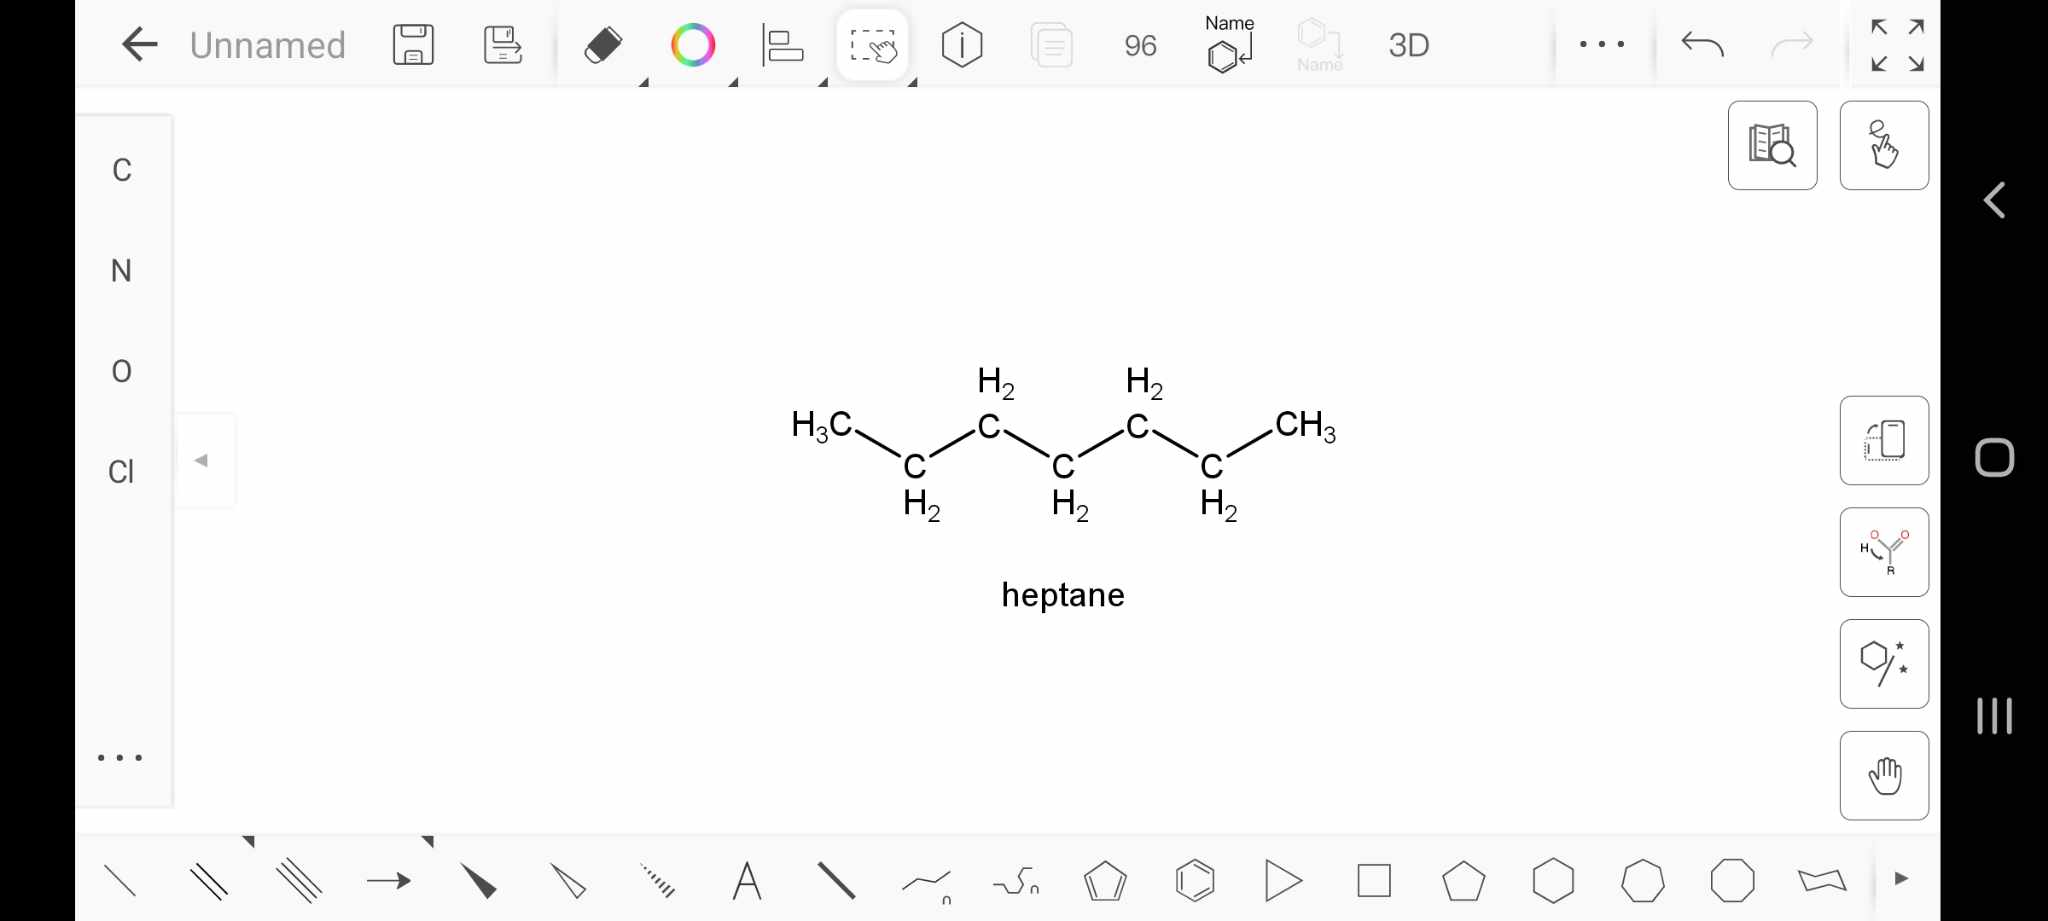 Unnamed
96
Name
Name
3D
C
N
O
Cl
H₂ H₂
H₃C C C CH₃
C C C
H₂ H₂ H₂
heptane
O O
H
R
A
n
n